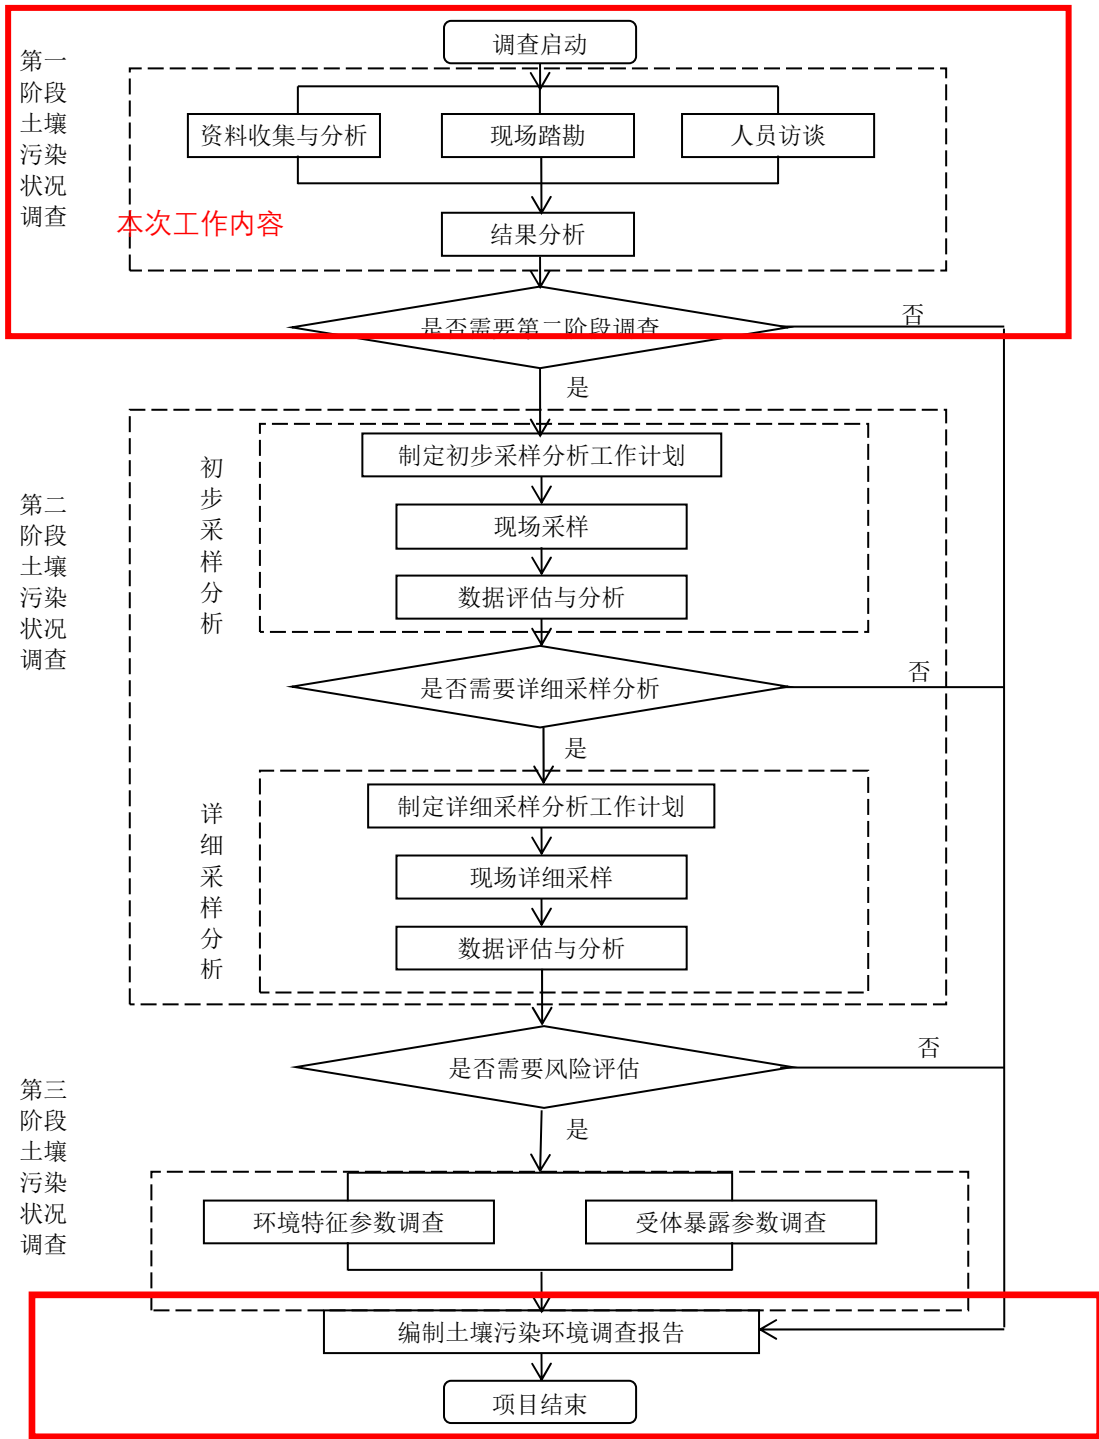 调查启动
第一
阶段
土壤
污染
状况
调查
资料收集与分析
现场踏勘
人员访谈
本次工作内容
结果分析
是否需要第二阶段调查
否
是
第二
阶段
土壤
污染
状况
调查
初
步
采
样
分
析
制定初步采样分析工作计划
现场采样
数据评估与分析
是否需要详细采样分析
否
是
详
细
采
样
分
析
制定详细采样分析工作计划
现场详细采样
数据评估与分析
是否需要风险评估
否
是
第三
阶段
土壤
污染
状况
调查
环境特征参数调查
受体暴露参数调查
编制土壤污染环境调查报告
项目结束